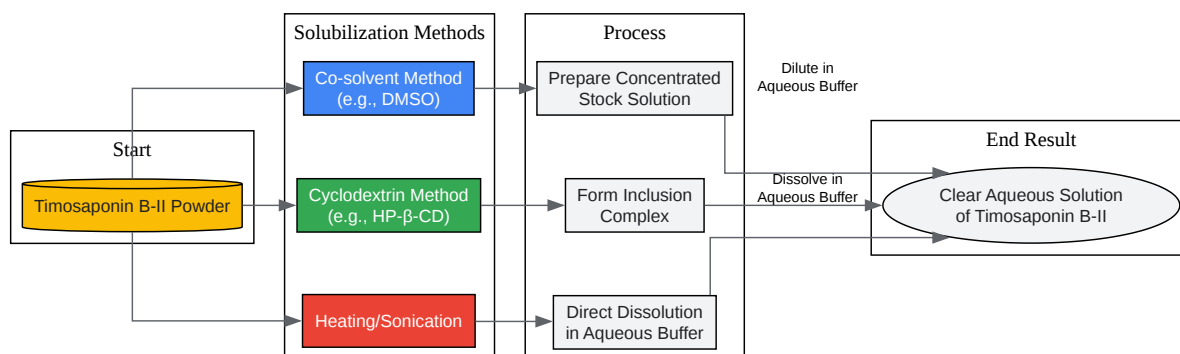 Start
Timosaponin B-II Powder
Solubilization Methods
Co-solvent Method
(e.g., DMSO)
Cyclodextrin Method
(e.g., HP-β-CD)
Heating/Sonication
Process
Prepare Concentrated
Stock Solution
Form Inclusion
Complex
Direct Dissolution
in Aqueous Buffer
Dilute in
Aqueous Buffer
Dissolve in
Aqueous Buffer
End Result
Clear Aqueous Solution
of Timosaponin B-II